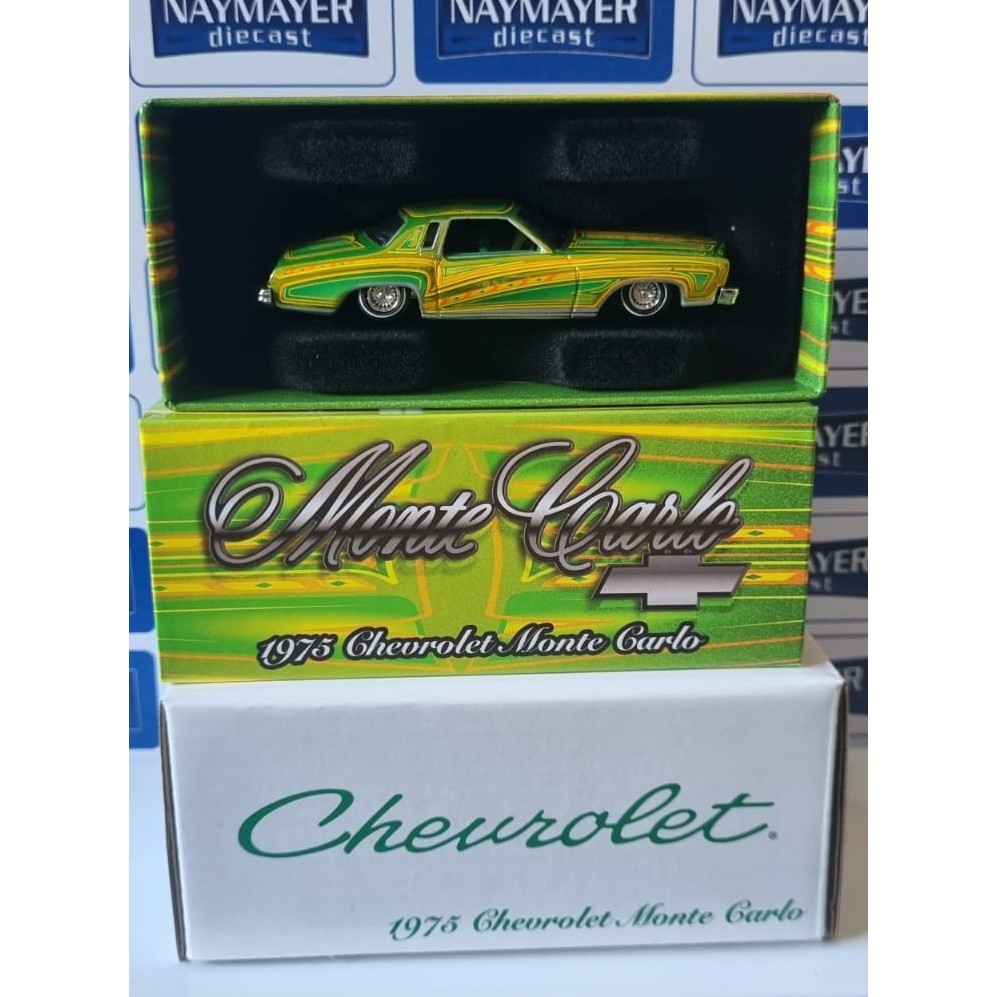 NAYMAYER
diecast
NAYMAYER
diecast
NAYMAYER
diecast
Monte Carlo
1975 Chevrolet Monte Carlo
Chevrolet.
1975 Chevrolet Monte Carlo